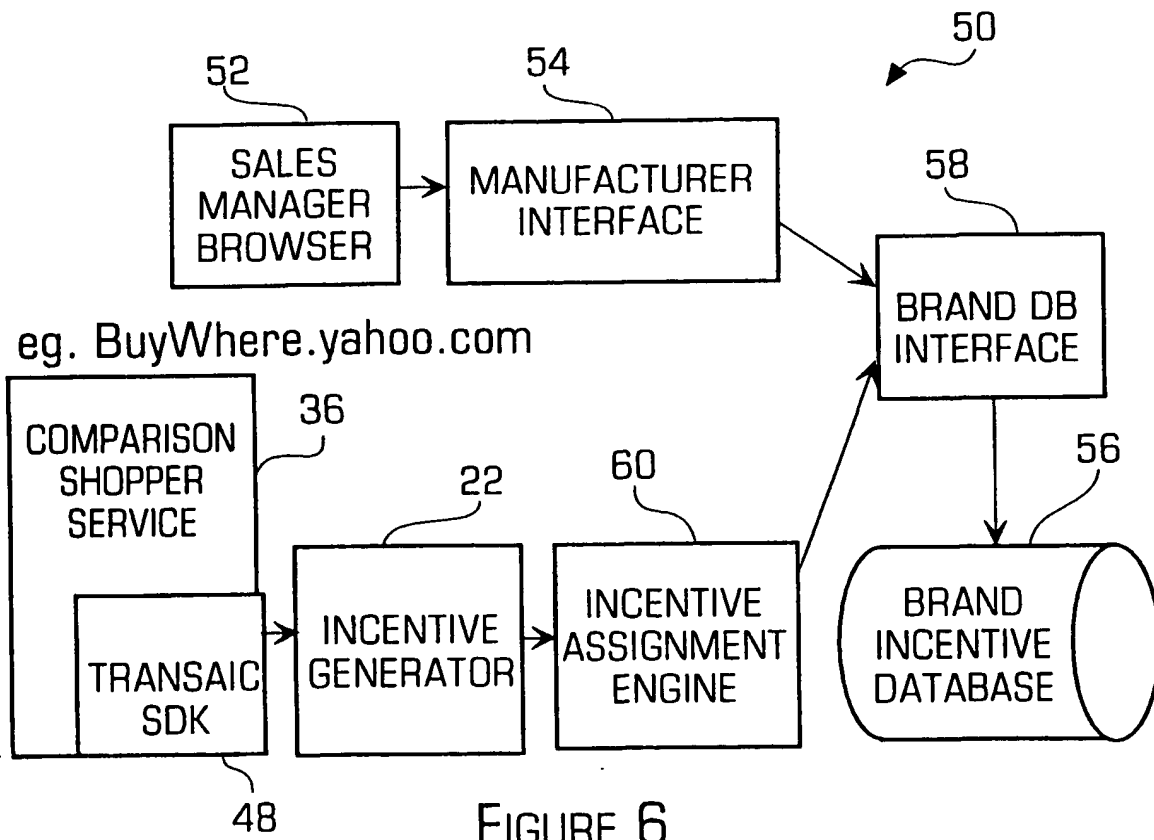 50
52
54
SALES
MANAGER
BROWSER
MANUFACTURER
INTERFACE
58
BRAND DB
INTERFACE
eg. BuyWhere.yahoo.com
COMPARISON
SHOPPER
SERVICE
36
TRANSAIC
SDK
48
22
INCENTIVE
GENERATOR
60
INCENTIVE
ASSIGNMENT
ENGINE
56
BRAND
INCENTIVE
DATABASE
FIGURE 6